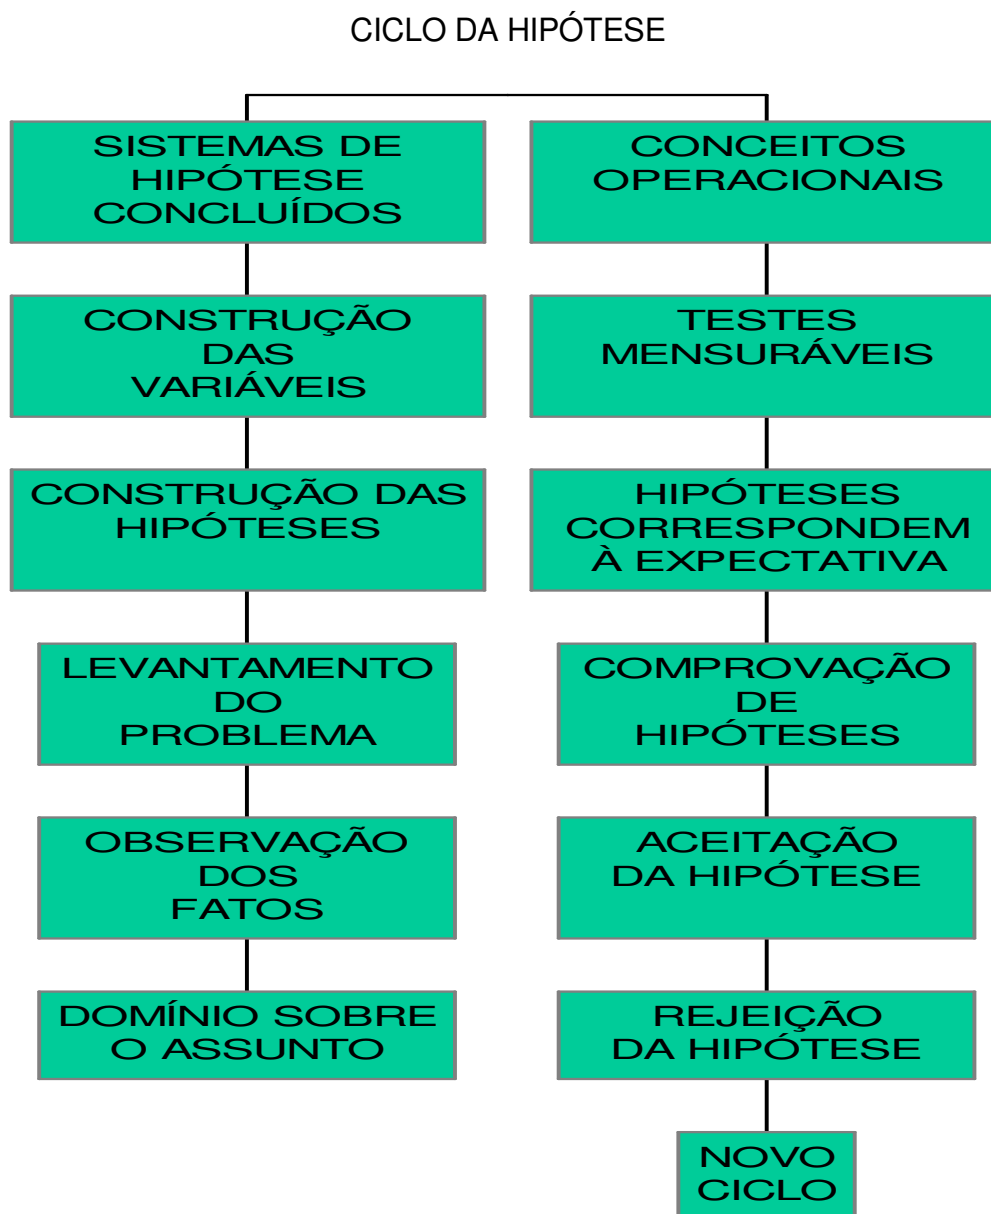 CICLO DA HIPÓTESE
SISTEMAS DE
HIPÓTESE
CONCLUÍDOS
CONSTRUÇÃO
DAS
VARIÁVEIS
CONSTRUÇÃO DAS
HIPÓTESES
LEVANTAMENTO
DO
PROBLEMA
OBSERVAÇÃO
DOS
FATOS
DOMÍNIO SOBRE
O ASSUNTO
CONCEITOS
OPERACIONAIS
TESTES
MENSURÁVEIS
HIPÓTESES
CORRESPONDEM
À EXPECTATIVA
COMPROVAÇÃO
DE
HIPÓTESES
ACEITAÇÃO
DA HIPÓTESE
REJEIÇÃO
DA HIPÓTESE
NOVO
CICLO